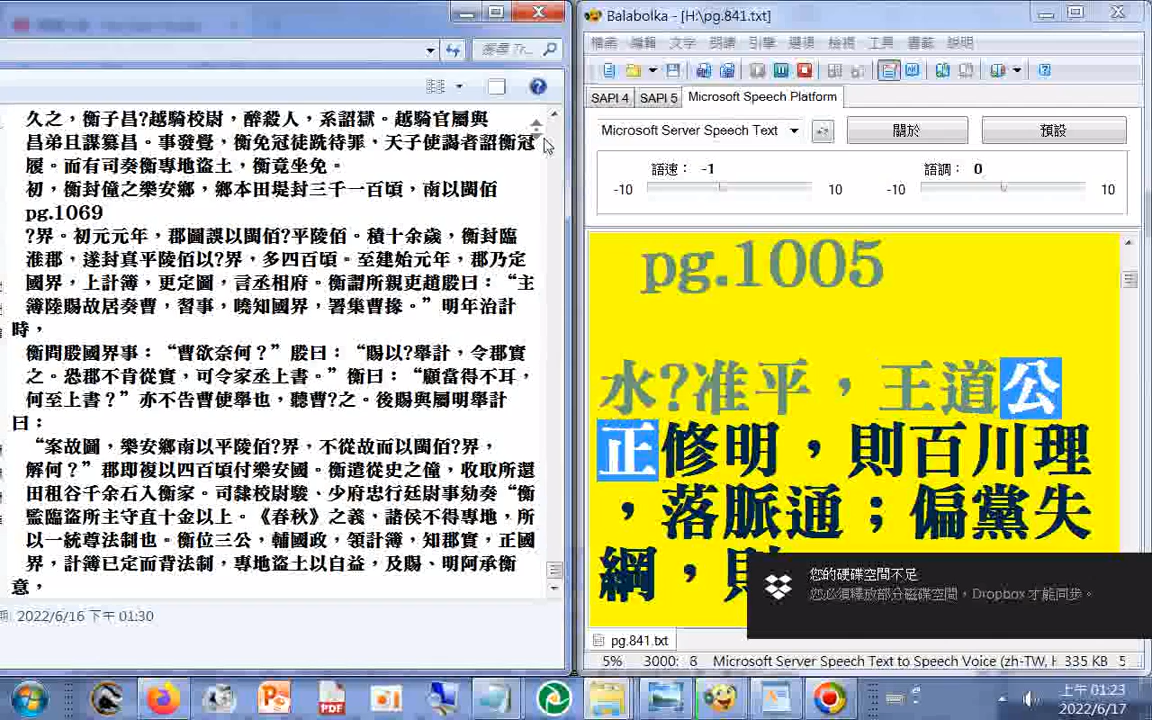 久之，衡子昌?越騎校尉，醉殺人，系詔獄。越騎官屬與
昌弟且謀篡昌。事發覺，衡免冠徒跣待罪，天子使謁者詔衡冠
履。而有司奏衡專地盜土，衡竟坐免。
初，衡封僮之樂安鄉，鄉本田堤封三千一百頃，南以閩佰
pg.1069
?界。初元元年，郡圖誤以閩佰?平陵佰。積十余歲，衡封臨
淮郡，遂封真平陵佰以?界，多四百頃。至建始元年，郡乃定
國界，上計簿，更定圖，言丞相府。衡謂所親吏趙殷曰：“主
簿陸賜故居奏曹，習事，曉知國界，署集曹掾。”明年治計
時，
衡問殷國界事：“曹欲奈何？”殷曰：“賜以?舉計，令郡實
之。恐郡不肯從實，可令家丞上書。”衡曰：“顧當得不耳，
何至上書？”亦不告曹使舉也，聽曹?之。後賜與屬明舉計
曰：
“案故圖，樂安鄉南以平陵佰?界，不從故而以閩佰?界，
解何？”郡即複以四百頃付樂安國。衡遣從史之僮，收取所還
田租谷千余石入衡家。司隸校尉駿、少府忠行廷尉事劾奏“衡
監臨盜所主守直十金以上。《春秋》之義，諸侯不得專地，所
以一統尊法制也。衡位三公，輔國政，領計簿，知郡實，正國
界，計簿已定而背法制，專地盜土以自益，及賜、明阿承衡
意，
2022/6/16 下午 01:30
Balabolka - [H:\pg.841.txt]
檔案 編輯 文字 朗讀 引擎 選項 檢視 工具 書籤 說明
SAPI 4 SAPI 5 Microsoft Speech Platform
Microsoft Server Speech Text 關於 預設
語速： -1 語調： 0
-10 10 -10 10
pg.1005
水?准平，王道公
正修明，則百川理
，落脈通；偏黨失
綱，則
您的硬碟空間不足
您必須釋放部分磁碟空間，Dropbox 才能同步。
pg.841.txt
5% 3000: 8 Microsoft Server Speech Text to Speech Voice (zh-TW, 335 KB 5
上午 01:23
2022/6/17